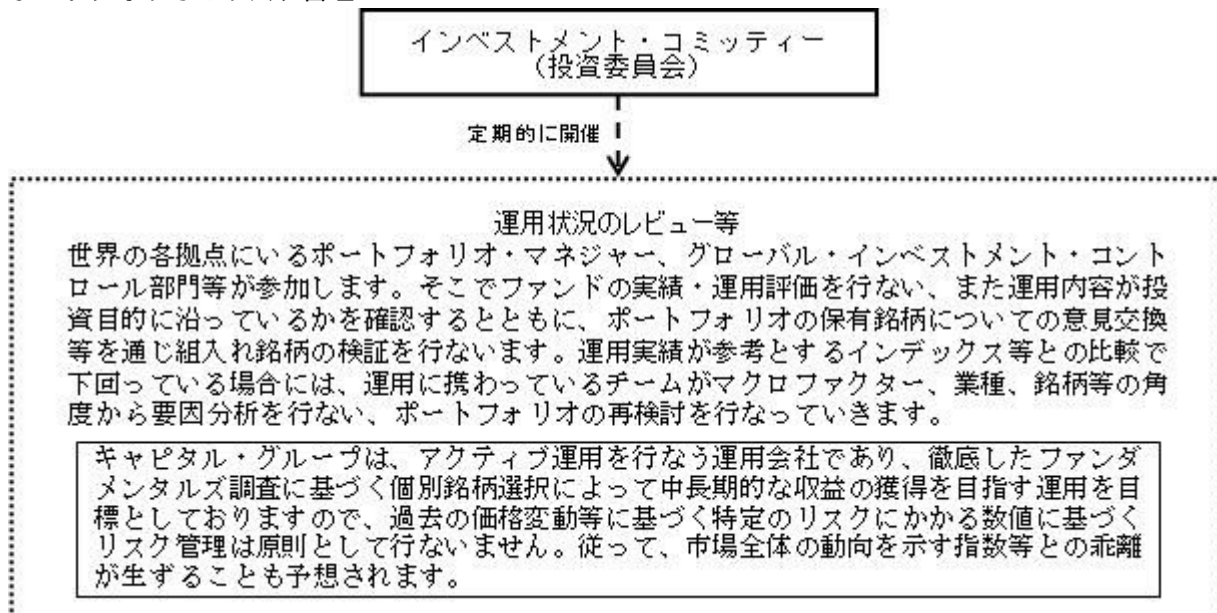 インベストメント・コミッティー
（投資委員会）
定期的に開催
運用状況のレビュー等
世界の各拠点にいるポートフォリオ・マネジャー、グローバル・インベストメント・コント
ロール部門等が参加します。そこでファンドの実績・運用評価を行ない、また運用内容が投
資目的に沿っているかを確認するとともに、ポートフォリオの保有銘柄についての意見交換
等を通じ組入れ銘柄の検証を行ないます。運用実績が参考とするインデックス等との比較で
下回っている場合には、運用に携わっているチームがマクロファクター、業種、銘柄等の角
度から要因分析を行ない、ポートフォリオの再検討を行なっていきます。
キャピタル・グループは、アクティブ運用を行なう運用会社であり、徹底したファンダ
メンタルズ調査に基づく個別銘柄選択によって中長期的な収益の獲得を目指す運用を目
標としておりますので、過去の価格変動等に基づく特定のリスクにかかる数値に基づく
リスク管理は原則として行ないません。従って、市場全体の動向を示す指数等との乖離
が生ずることも予想されます。